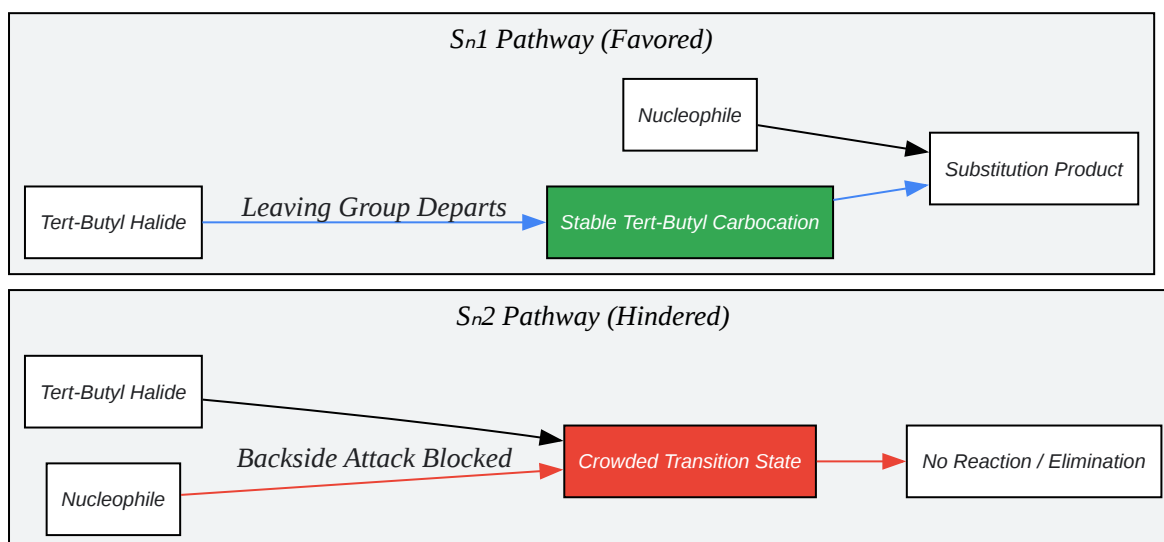 Sₙ1 Pathway (Favored)
Nucleophile
Substitution Product
Tert-Butyl Halide
Leaving Group Departs
Stable Tert-Butyl Carbocation
Sₙ2 Pathway (Hindered)
Tert-Butyl Halide
Backside Attack Blocked
Crowded Transition State
No Reaction / Elimination
Nucleophile